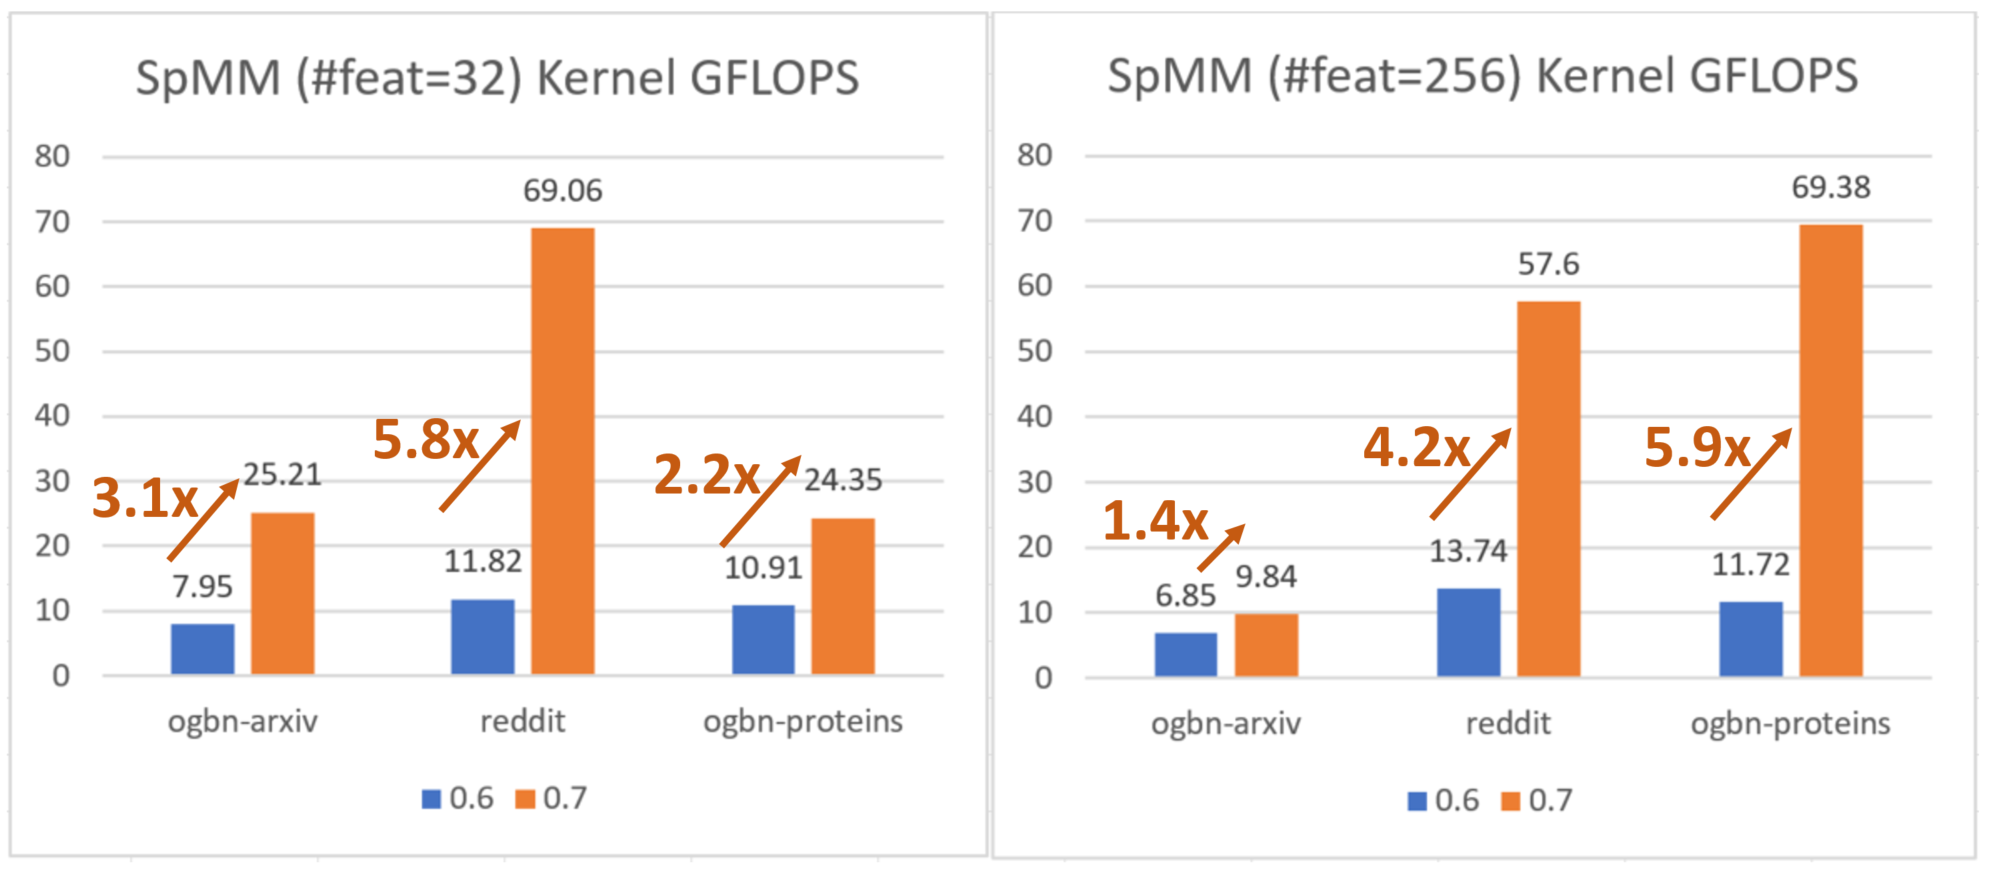 SpMM (#feat=32) Kernel GFLOPS
80
70
60
50
40
30
20
10
0
69.06
5.8x
3.1x
25.21
2.2x
24.35
7.95
11.82
10.91
ogbn-arxiv
reddit
ogbn-proteins
0.6
0.7
SpMM (#feat=256) Kernel GFLOPS
80
70
60
50
40
30
20
10
0
69.38
57.6
4.2x
5.9x
1.4x
6.85
9.84
13.74
11.72
ogbn-arxiv
reddit
ogbn-proteins
0.6
0.7